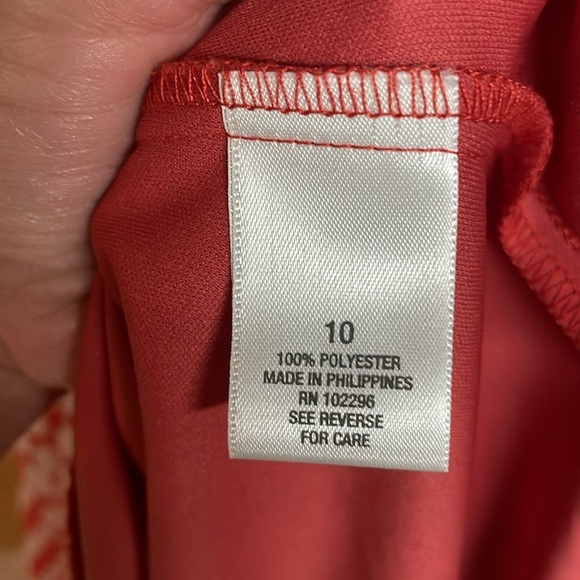 10
100% POLYESTER
MADE IN PHILIPPINES
RN 102296
SEE REVERSE
FOR CARE